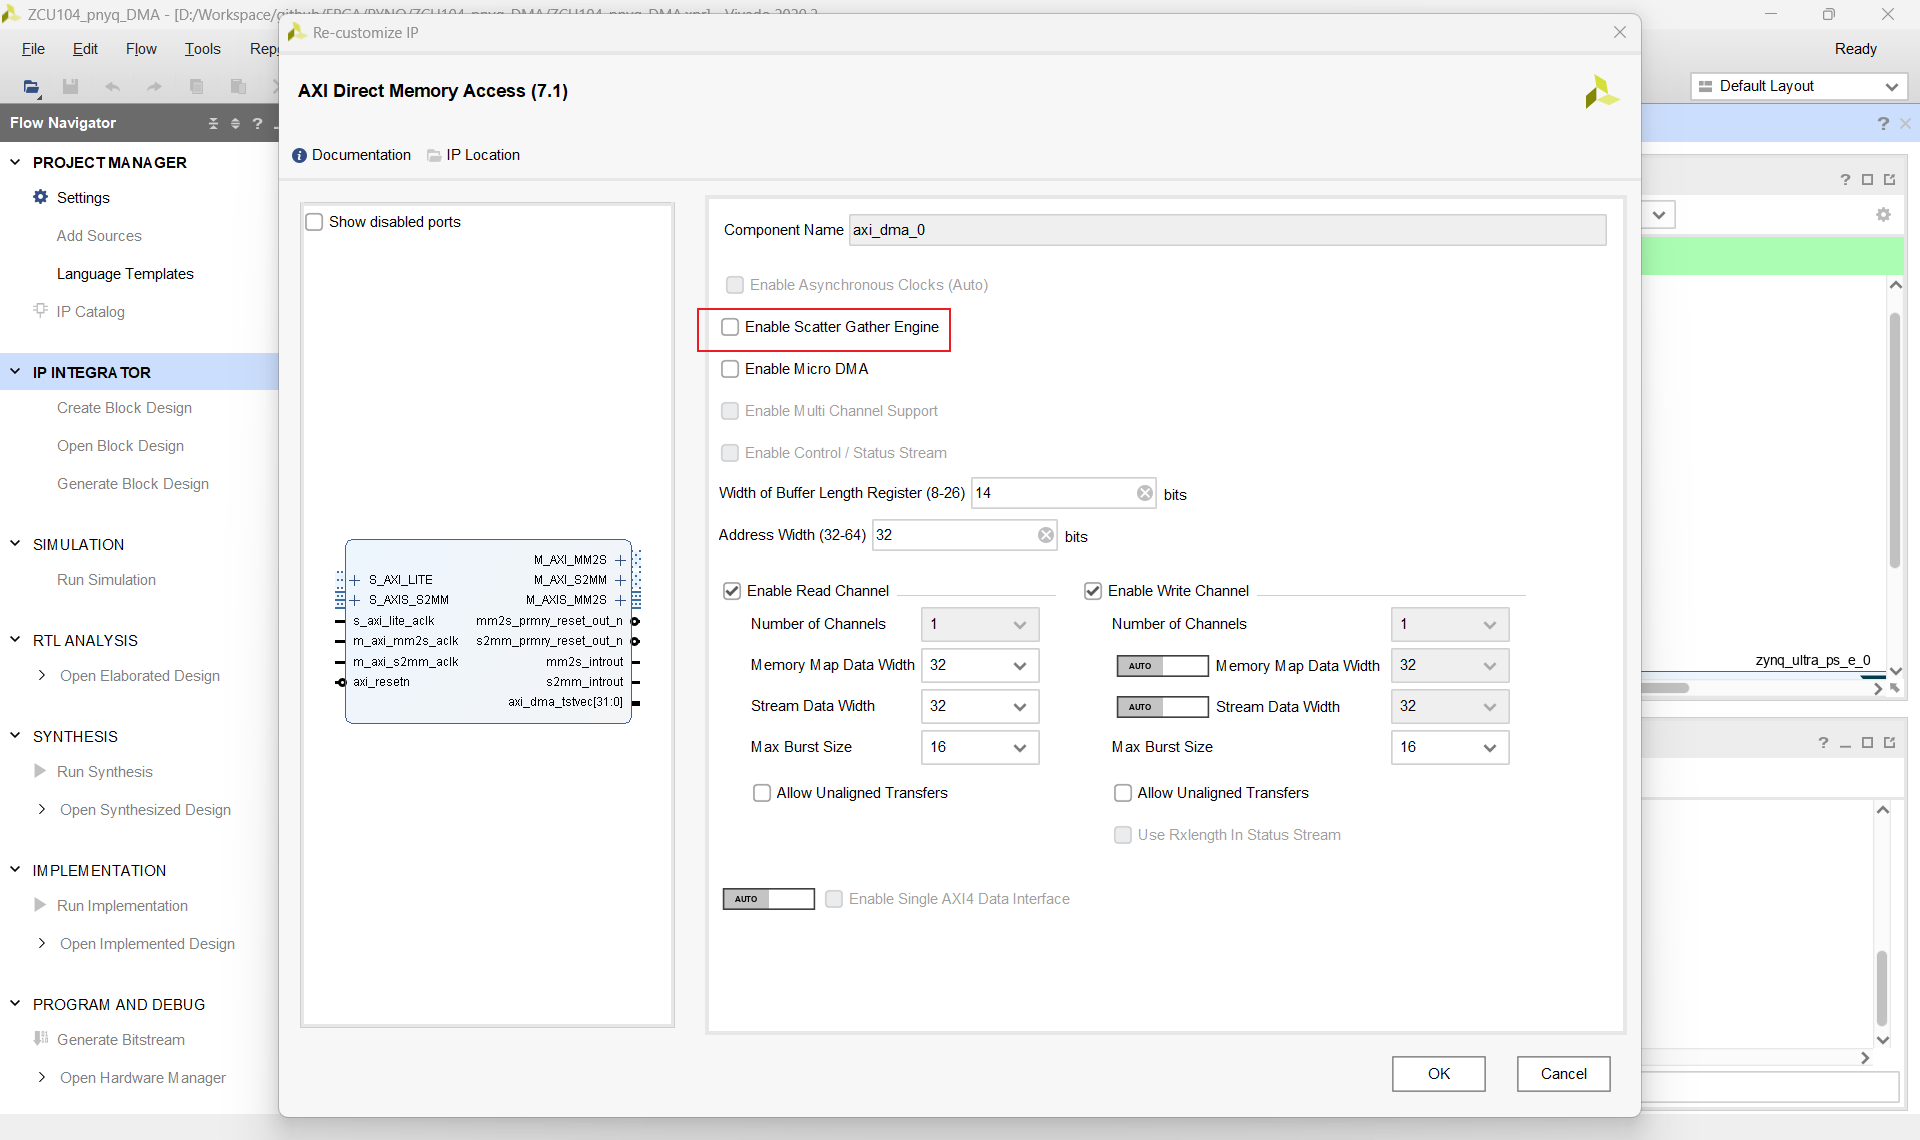 ZCU104_pnyq_DMA - [D:/Workspace/github/FPGA/PYNQ/ZCU104_pnyq_DMA/ZCU104_pnyq_DMA.xpr] - Vivado 2020.2
File Edit Flow Tools Rep
Ready
Default Layout
Flow Navigator
?
PROJECT MANAGER
Settings
Add Sources
Language Templates
IP Catalog
IP INTEGRATOR
Create Block Design
Open Block Design
Generate Block Design
SIMULATION
Run Simulation
RTL ANALYSIS
Open Elaborated Design
SYNTHESIS
Run Synthesis
Open Synthesized Design
IMPLEMENTATION
Run Implementation
Open Implemented Design
PROGRAM AND DEBUG
Generate Bitstream
Open Hardware Manager
Re-customize IP
AXI Direct Memory Access (7.1)
Documentation IP Location
Show disabled ports
M_AXI_MM2S
S_AXI_LITE M_AXI_S2MM
S_AXIS_S2MM M_AXIS_MM2S
s_axi_lite_aclk mm2s_prmry_reset_out_n
m_axi_mm2s_aclk s2mm_prmry_reset_out_n
m_axi_s2mm_aclk mm2s_introut
axi_resetn s2mm_introut
axi_dma_tstvec[31:0]
Component Name axi_dma_0
Enable Asynchronous Clocks (Auto)
Enable Scatter Gather Engine
Enable Micro DMA
Enable Multi Channel Support
Enable Control / Status Stream
Width of Buffer Length Register (8-26) 14 bits
Address Width (32-64) 32 bits
Enable Read Channel
Number of Channels 1
Memory Map Data Width 32
Stream Data Width 32
Max Burst Size 16
Allow Unaligned Transfers
Enable Write Channel
Number of Channels 1
AUTO Memory Map Data Width 32
AUTO Stream Data Width 32
Max Burst Size 16
Allow Unaligned Transfers
Use Rxlength In Status Stream
AUTO Enable Single AXI4 Data Interface
OK Cancel
?
?
zynq_ultra_ps_e_0
?